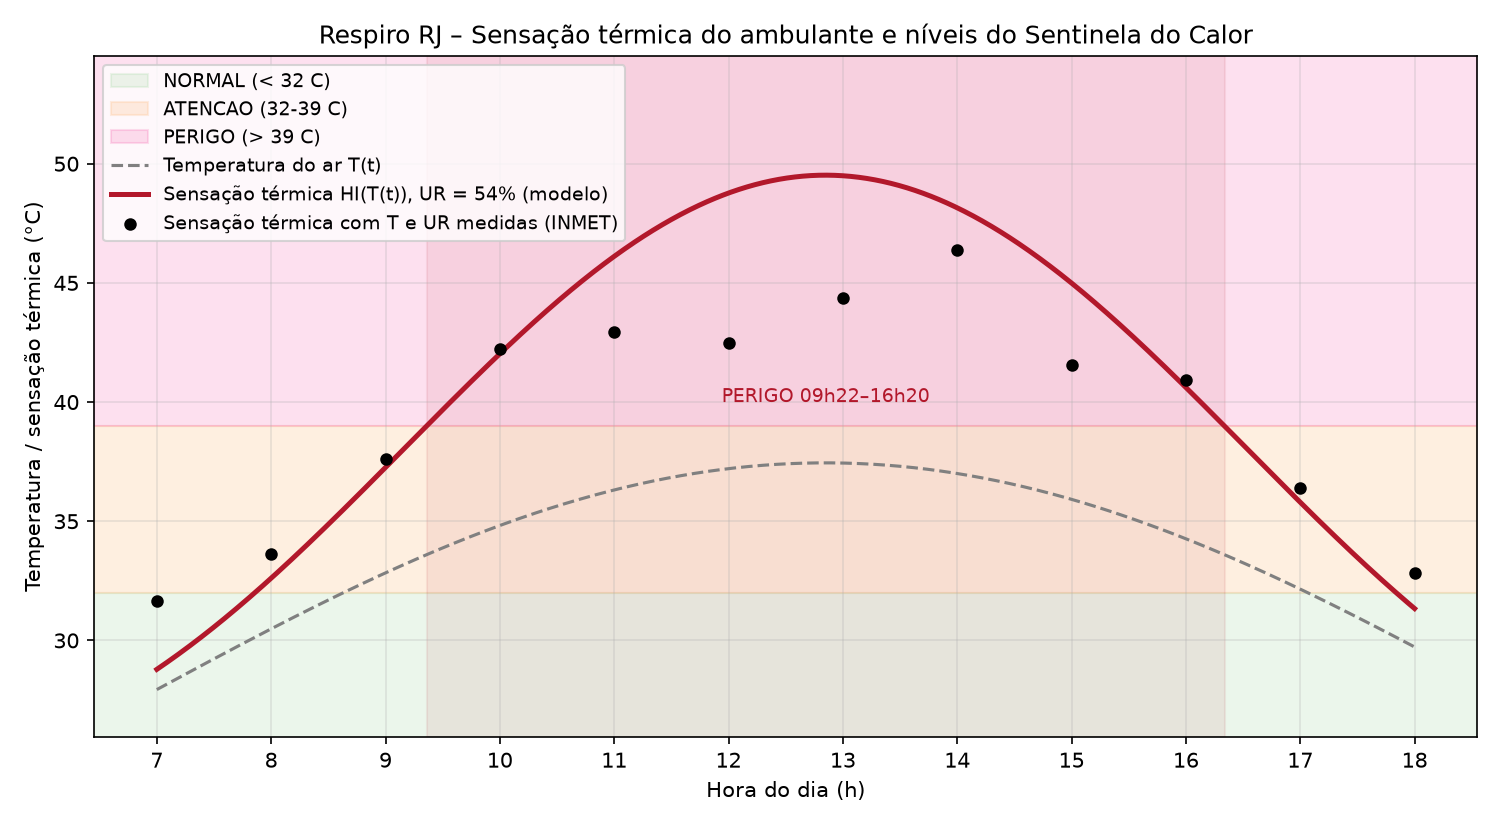 Respiro RJ – Sensação térmica do ambulante e níveis do Sentinela do Calor
NORMAL (< 32 C)
ATENCAO (32-39 C)
PERIGO (> 39 C)
Temperatura do ar T(t)
Sensação térmica HI(T(t)), UR = 54% (modelo)
Sensação térmica com T e UR medidas (INMET)
PERIGO 09h22–16h20
Temperatura / sensação térmica (°C)
50
45
40
35
30
7 8 9 10 11 12 13 14 15 16 17 18
Hora do dia (h)